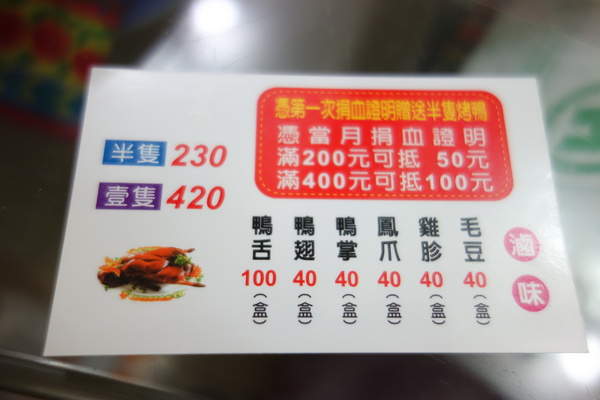 憑第一次捐血證明贈送半隻烤鴨
憑當月捐血證明
滿200元可抵 50元
滿400元可抵100元
半隻 230
壹隻 420
鴨舌 100(盒)
鴨翅 40(盒)
鴨掌 40(盒)
鳳爪 40(盒)
雞胗 40(盒)
毛豆 40(盒)
滷味